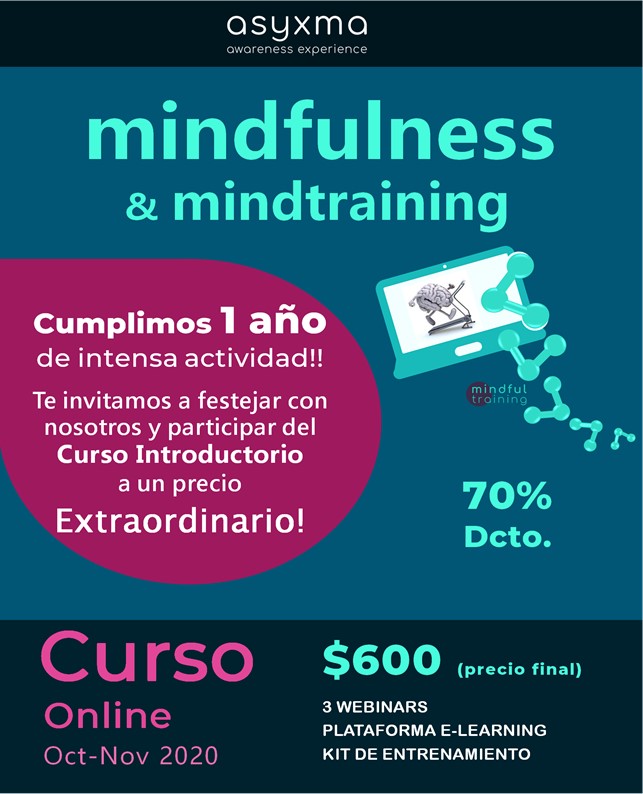 asyxma
awareness experience
mindfulness
& mindtraining
Cumplimos 1 año
de intensa actividad!!
Te invitamos a festejar con
nosotros y participar del
Curso Introductorio
a un precio
Extraordinario!
mindful
training
70%
Dcto.
Curso
Online
Oct-Nov 2020
$600 (precio final)
3 WEBINARS
PLATAFORMA E-LEARNING
KIT DE ENTRENAMIENTO